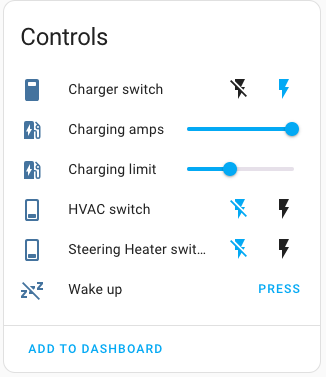 Controls
Charger switch
Charging amps
Charging limit
HVAC switch
Steering Heater swit...
Wake up PRESS
ADD TO DASHBOARD